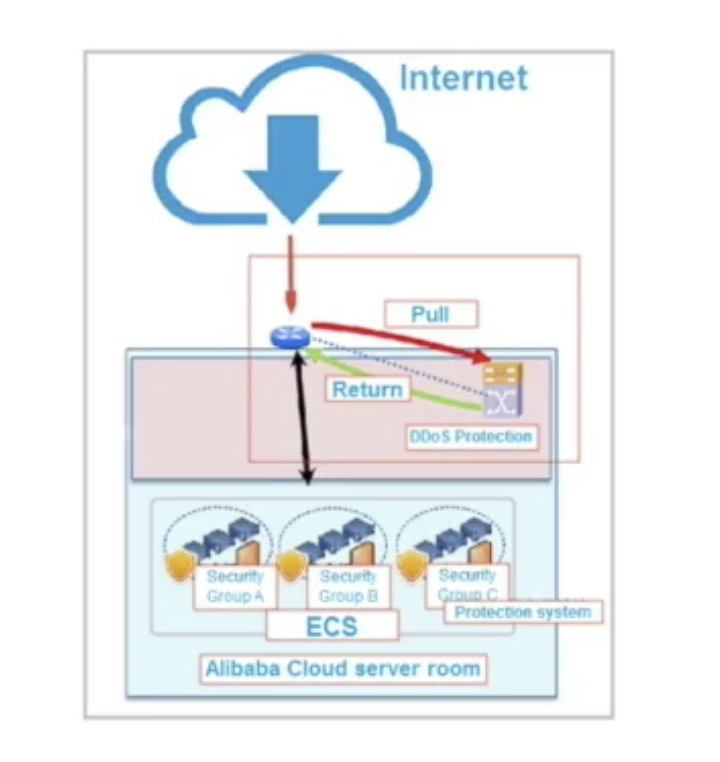 Internet
Pull
Return
DDoS Protection
Security
Group A
Security
Group B
Security
Group C
Protection system
ECS
Alibaba Cloud server room